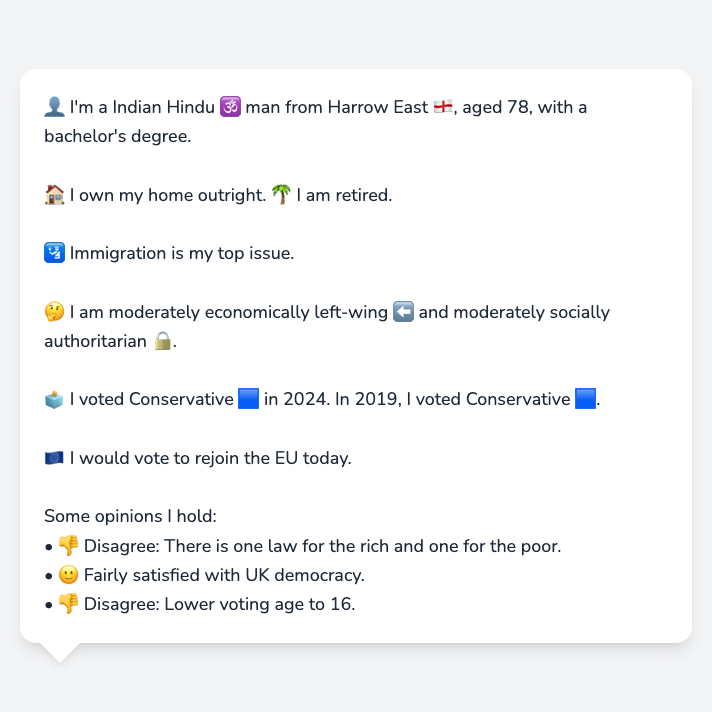 👤 I'm a Indian Hindu 🕉️ man from Harrow East 🏴󠁧󠁢󠁥󠁮󠁧󠁿, aged 78, with a
bachelor's degree.
🏠 I own my home outright. 🌴 I am retired.
🛂 Immigration is my top issue.
🤔 I am moderately economically left-wing ⬅️ and moderately socially
authoritarian 🔒.
🗳️ I voted Conservative 🟦 in 2024. In 2019, I voted Conservative 🟦.
🇪🇺 I would vote to rejoin the EU today.
Some opinions I hold:
• 👎 Disagree: There is one law for the rich and one for the poor.
• 🙂 Fairly satisfied with UK democracy.
• 👎 Disagree: Lower voting age to 16.